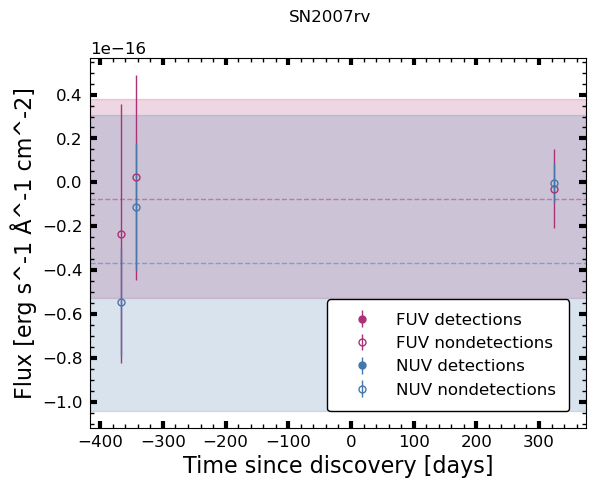 SN2007rv
1e−16
Flux [erg s^-1 Å^-1 cm^-2]
0.4
0.2
0.0
−0.2
−0.4
−0.6
−0.8
−1.0
FUV detections
FUV nondetections
NUV detections
NUV nondetections
−400 −300 −200 −100 0 100 200 300
Time since discovery [days]